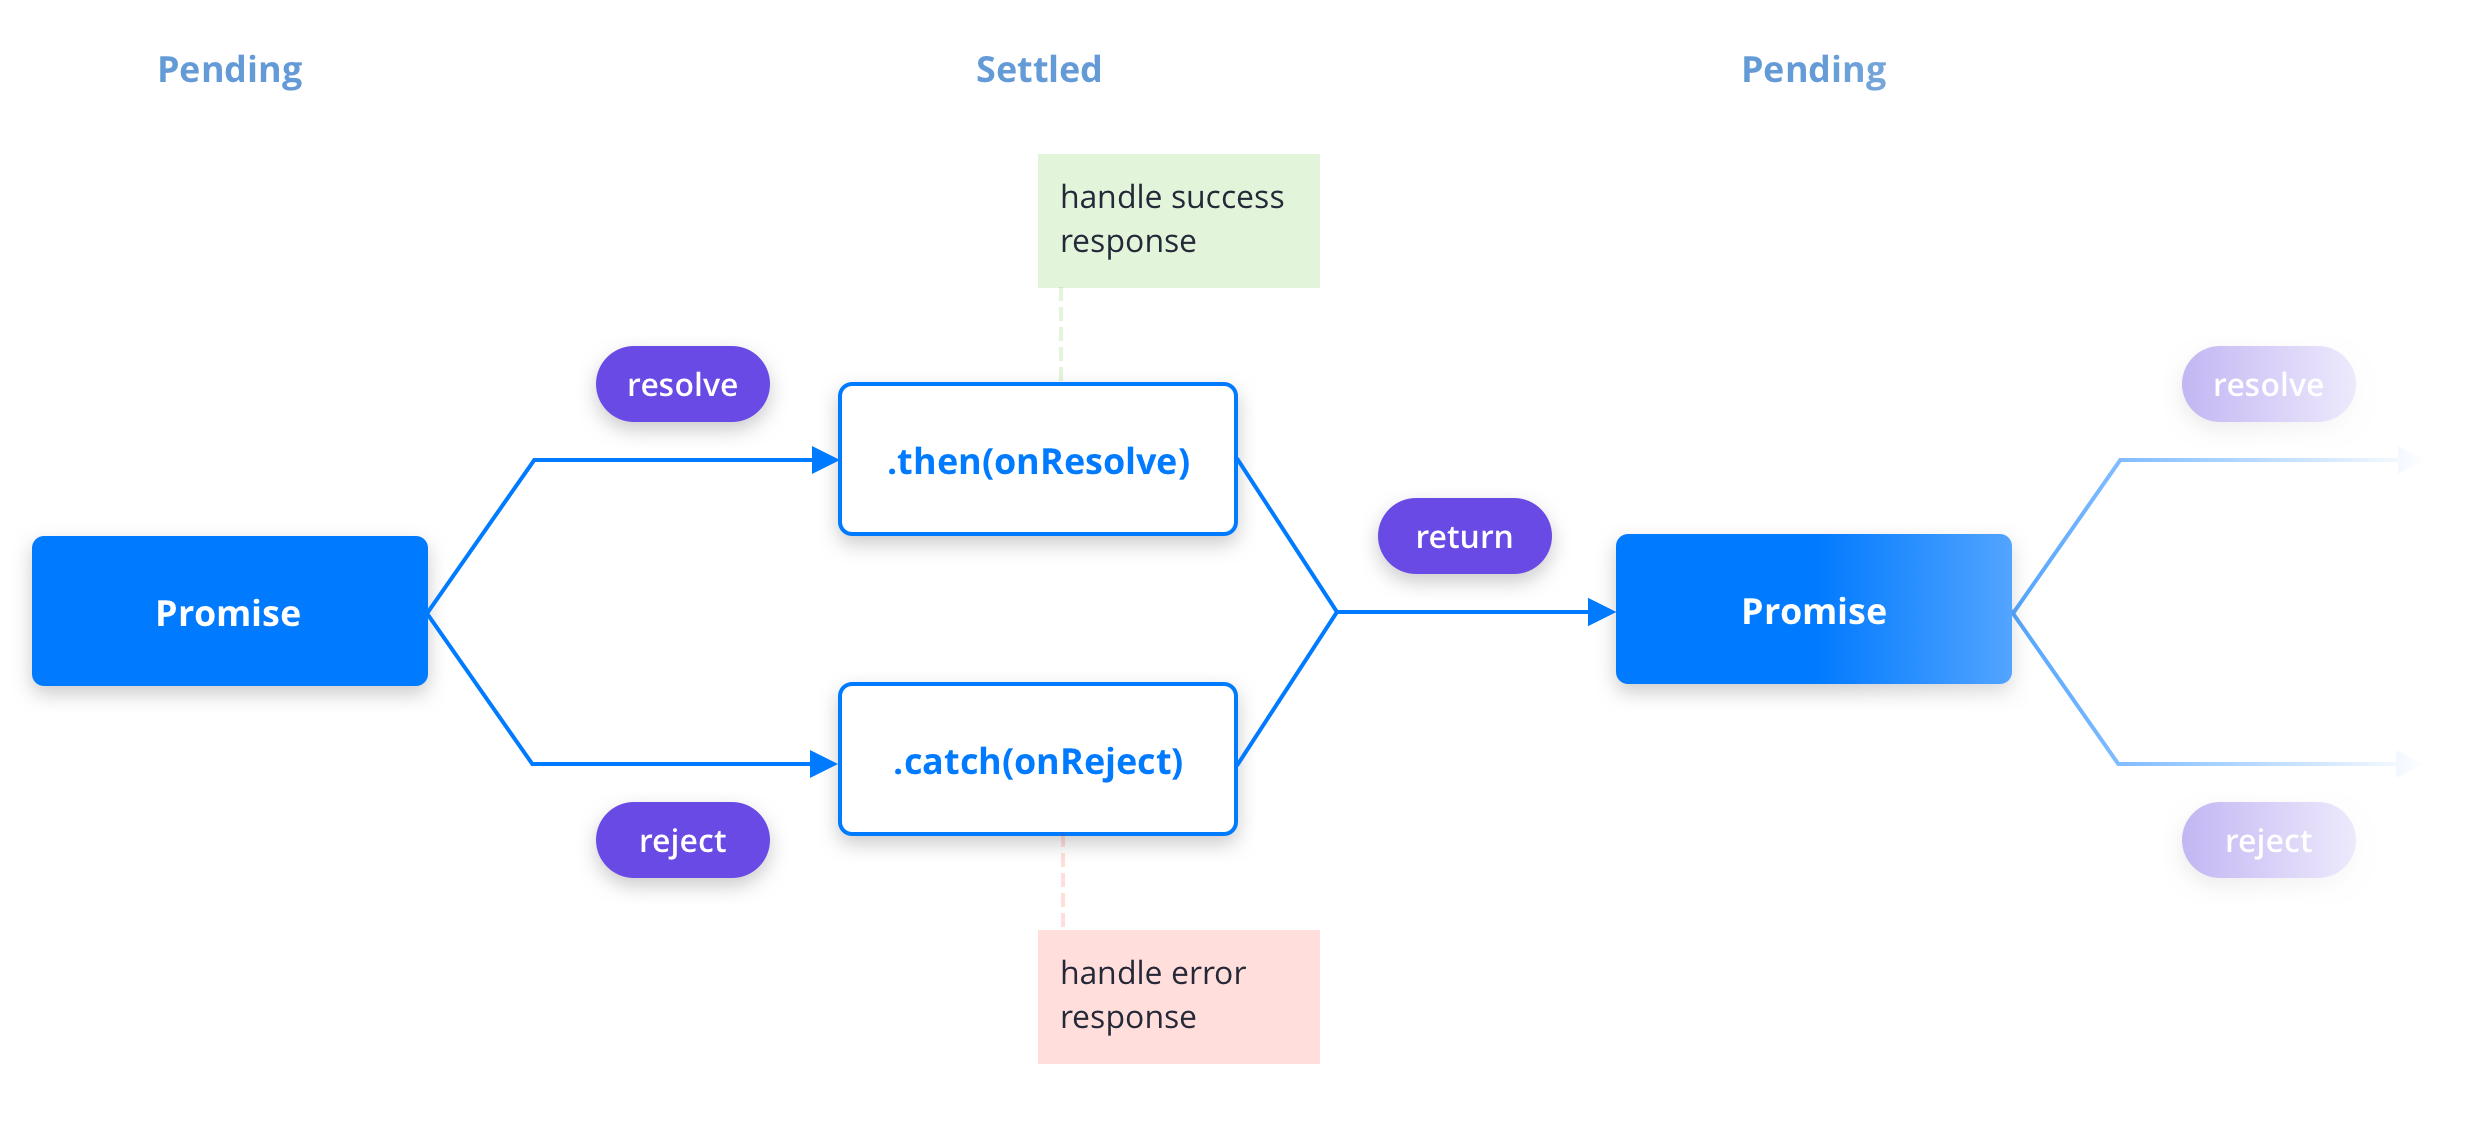 Pending
Settled
Pending
handle success
response
resolve
resolve
.then(onResolve)
return
Promise
Promise
.catch(onReject)
reject
reject
handle error
response